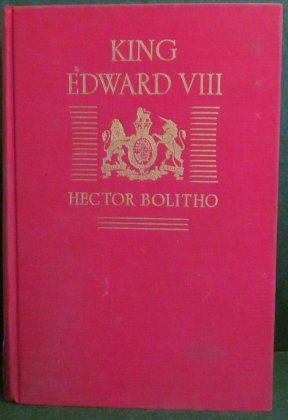 KING
EDWARD VIII
HECTOR BOLITHO